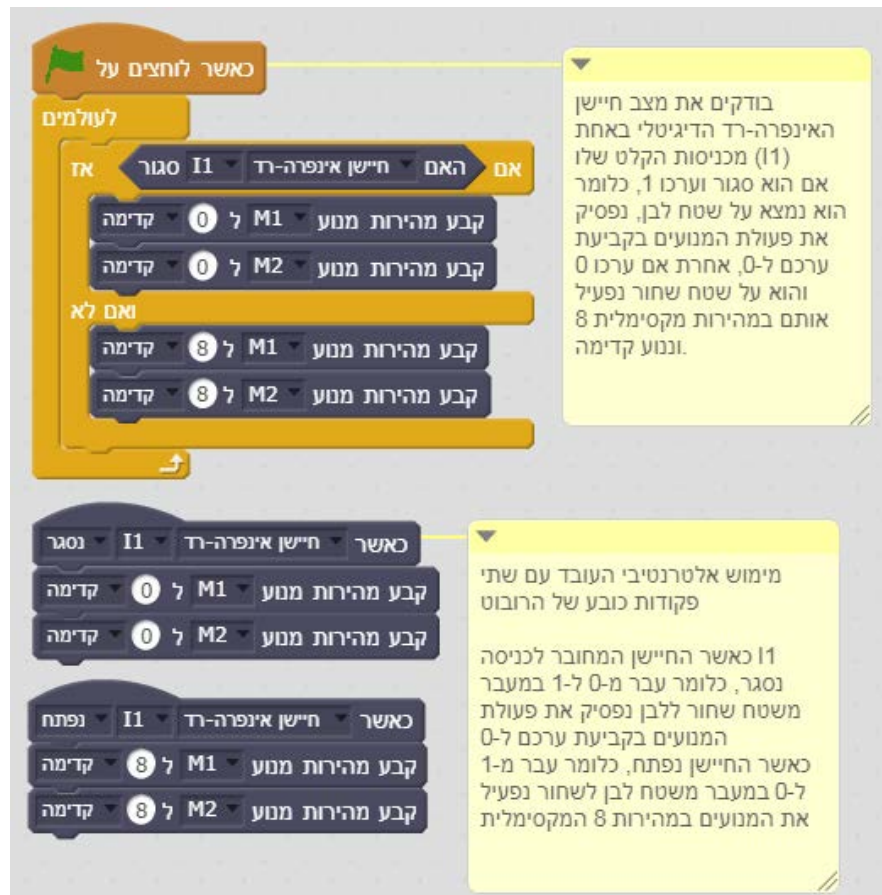 כאשר לוחצים על
לעולמים
אם האם חיישן אינפרה-רד I1 סגור אז
קבע מהירות מנוע M1 ל 0 קדימה
קבע מהירות מנוע M2 ל 0 קדימה
ואם לא
קבע מהירות מנוע M1 ל 8 קדימה
קבע מהירות מנוע M2 ל 8 קדימה
בודקים את מצב חיישן
האינפרה-רד הדיגיטלי באחת
(I1) מכניסות הקלט שלו
אם הוא סגור וערכו 1, כלומר
הוא נמצא על שטח לבן, נפסיק
את פעולת המנועים בקביעת
ערכם ל-0, אחרת אם ערכו 0
והוא על שטח שחור נפעיל
אותם במהירות מקסימלית 8
.וננוע קדימה
כאשר חיישן אינפרה-רד I1 נסגר
קבע מהירות מנוע M1 ל 0 קדימה
קבע מהירות מנוע M2 ל 0 קדימה
כאשר חיישן אינפרה-רד I1 נפתח
קבע מהירות מנוע M1 ל 8 קדימה
קבע מהירות מנוע M2 ל 8 קדימה
מימוש אלטרנטיבי העובד עם שתי
פקודות כובע של הרובוט
I1 כאשר החיישן המחובר לכניסה
נסגר, כלומר עבר מ-0 ל-1 במעבר
משטח שחור ללבן נפסיק את פעולת
המנועים בקביעת ערכם ל-0
כאשר החיישן נפתח, כלומר עבר מ-1
ל-0 במעבר משטח לבן לשחור נפעיל
את המנועים במהירות 8 המקסימלית